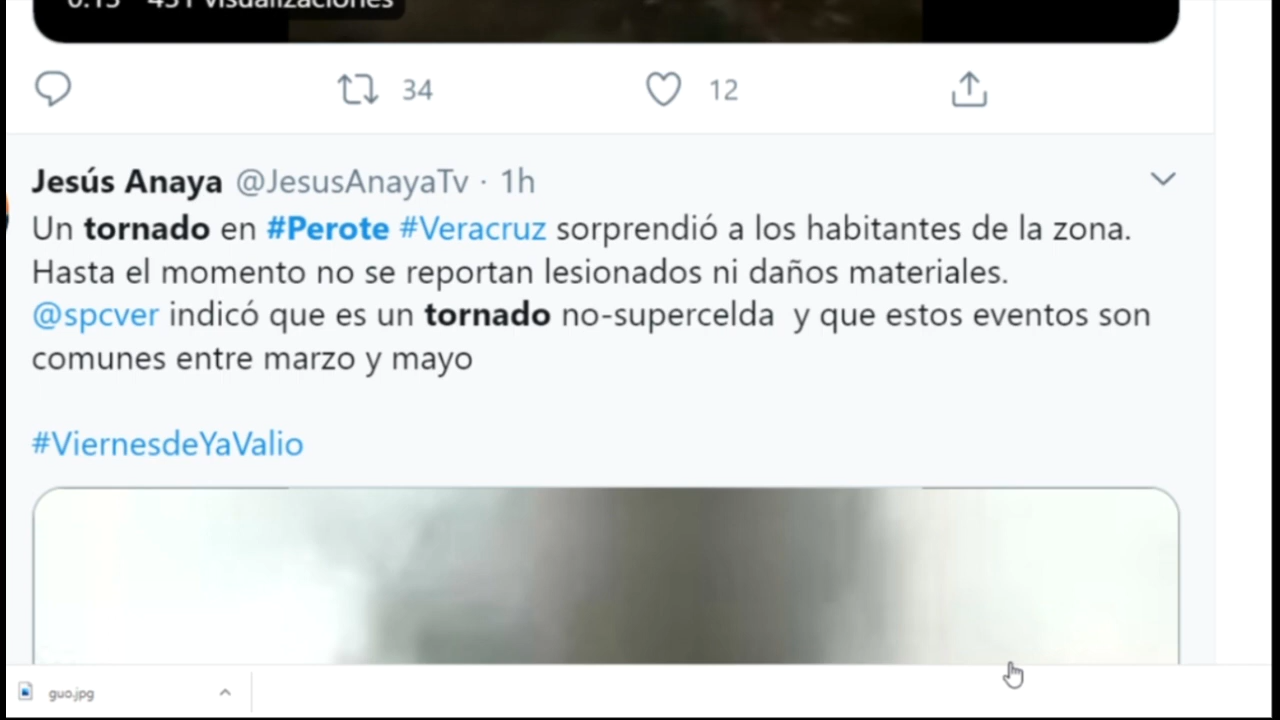 0:15 451 visualizaciones
34 12
Jesús Anaya @JesusAnayaTv · 1h
Un tornado en #Perote #Veracruz sorprendió a los habitantes de la zona.
Hasta el momento no se reportan lesionados ni daños materiales.
@spcver indicó que es un tornado no-supercelda y que estos eventos son
comunes entre marzo y mayo
#ViernesdeYaValio
guo.jpg